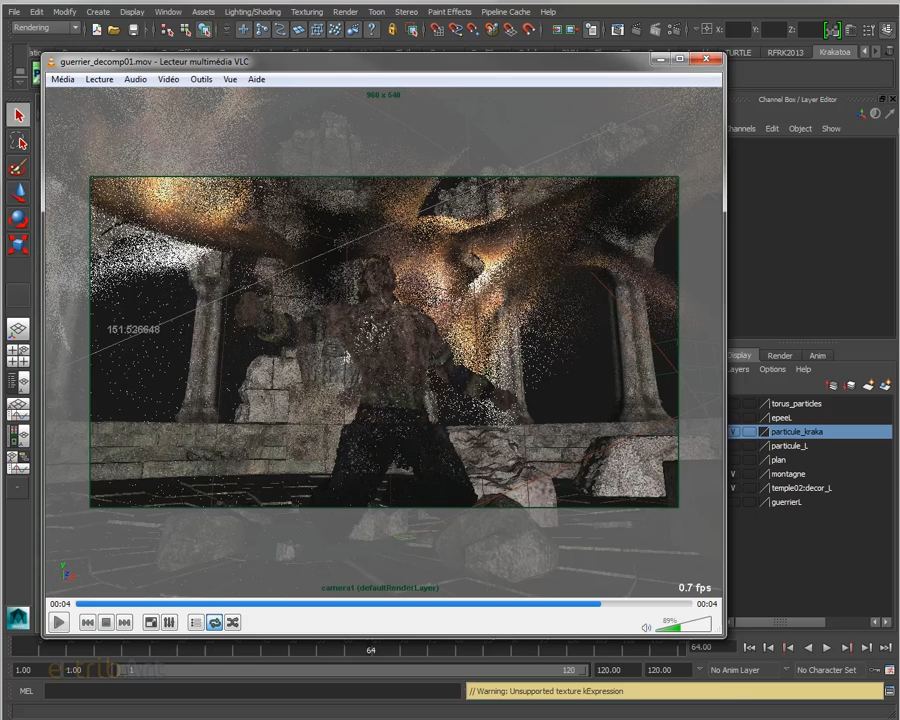 File Edit Modify Create Display Window Assets Lighting/Shading Texturing Render Toon Stereo Paint Effects Pipeline Cache Help
Rendering
X: Y: Z:
TURTLE RFRK2013 Krakatoa
guerrier_decomp01.mov - Lecteur multimédia VLC
Média Lecture Audio Vidéo Outils Vue Aide
960 x 540
Channel Box / Layer Editor
Channels Edit Object Show
151.526648
Display Render Anim
Layers Options Help
torus_particles
epeeL
V particule_kraka
particule_L
plan
V montagne
V temple02:decor_L
guerrierL
camera1 (defaultRenderLayer)
0.7 fps
00:04 00:04
89%
64 64.00
1.00 1.00 1 120 120.00 120.00 No Anim Layer No Character Set
MEL // Warning: Unsupported texture kExpression